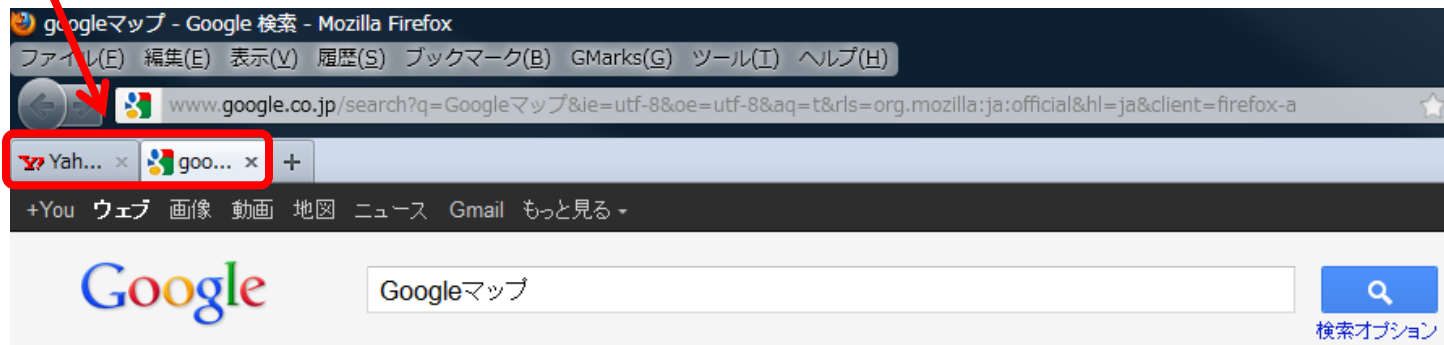 googleマップ - Google 検索 - Mozilla Firefox
ファイル(F) 編集(E) 表示(V) 履歴(S) ブックマーク(B) GMarks(G) ツール(T) ヘルプ(H)
www.google.co.jp/search?q=Googleマップ&ie=utf-8&oe=utf-8&aq=t&rls=org.mozilla:ja:official&hl=ja&client=firefox-a
Yah... × goo... × +
+You ウェブ 画像 動画 地図 ニュース Gmail もっと見る
Google Googleマップ
検索オプション